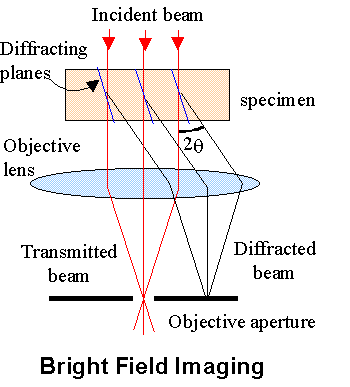 Incident beam
Diffracting
planes
specimen
2θ
Objective
lens
Transmitted
beam
Diffracted
beam
Objective aperture
Bright Field Imaging